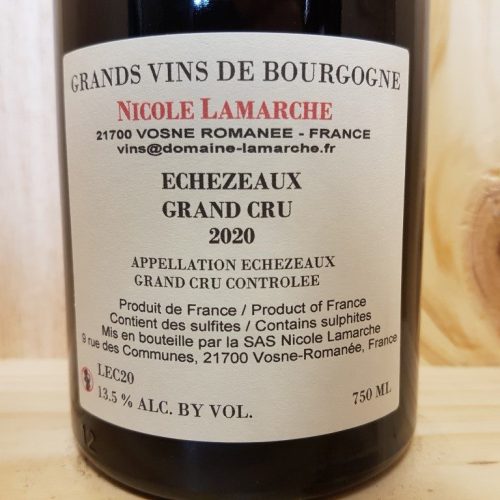 GRANDS VINS DE BOURGOGNE
NICOLE LAMARCHE
21700 VOSNE ROMANEE - FRANCE
vins@domaine-lamarche.fr
ECHEZEAUX
GRAND CRU
2020
APPELLATION ECHEZEAUX
GRAND CRU CONTROLEE
Produit de France / Product of France
Contient des sulfites / Contains sulphites
Mis en bouteille par la SAS Nicole Lamarche
9 rue des Communes, 21700 Vosne-Romanée, France
LEC20
13.5 % ALC. BY VOL.
750 ML
12